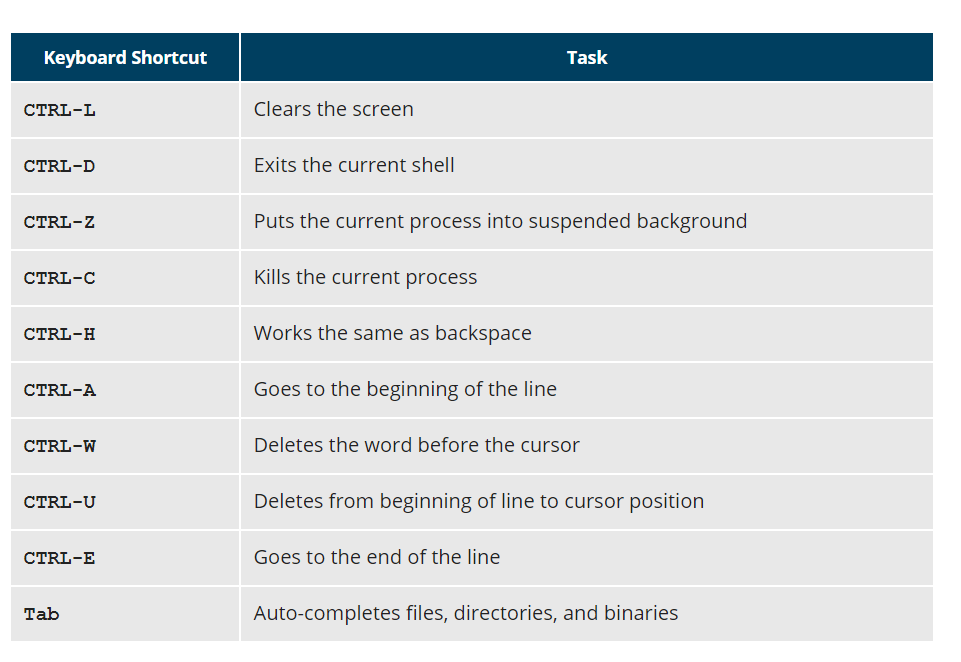 Keyboard Shortcut Task
CTRL-L Clears the screen
CTRL-D Exits the current shell
CTRL-Z Puts the current process into suspended background
CTRL-C Kills the current process
CTRL-H Works the same as backspace
CTRL-A Goes to the beginning of the line
CTRL-W Deletes the word before the cursor
CTRL-U Deletes from beginning of line to cursor position
CTRL-E Goes to the end of the line
Tab Auto-completes files, directories, and binaries